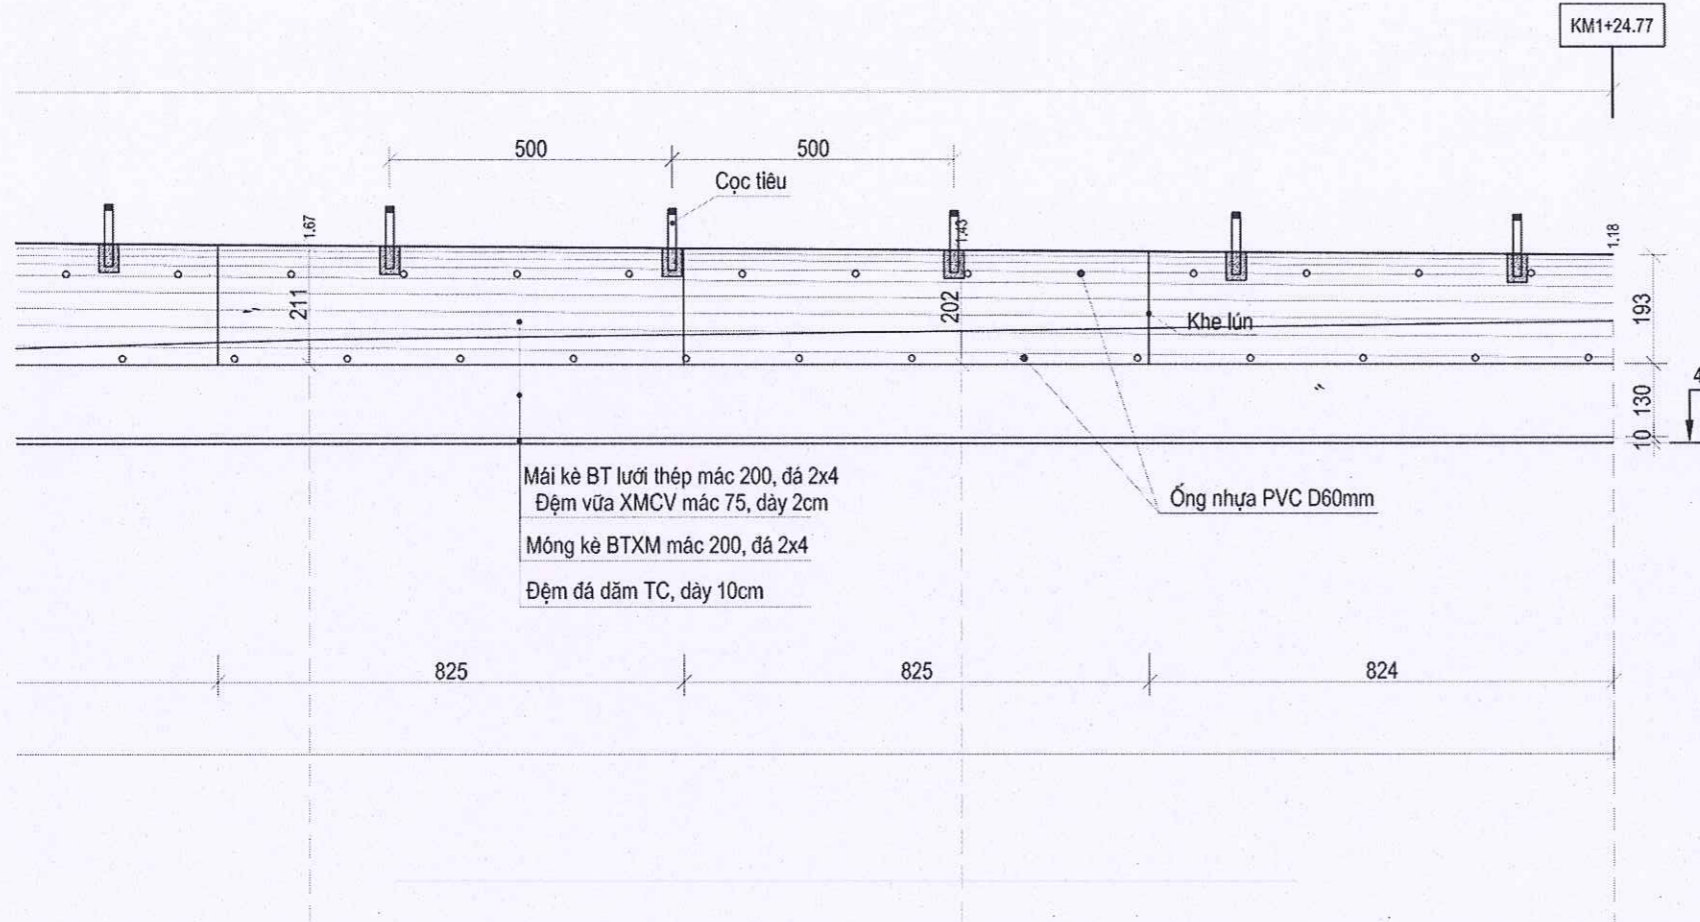 KM1+24.77
500
500
Cọc tiêu
1.67
1.43
1.18
211
202
193
Khe lún
130
10
4
Mái kè BT lưới thép mác 200, đá 2x4
Đệm vữa XMCV mác 75, dày 2cm
Ống nhựa PVC D60mm
Móng kè BTXM mác 200, đá 2x4
Đệm đá dăm TC, dày 10cm
825
825
824